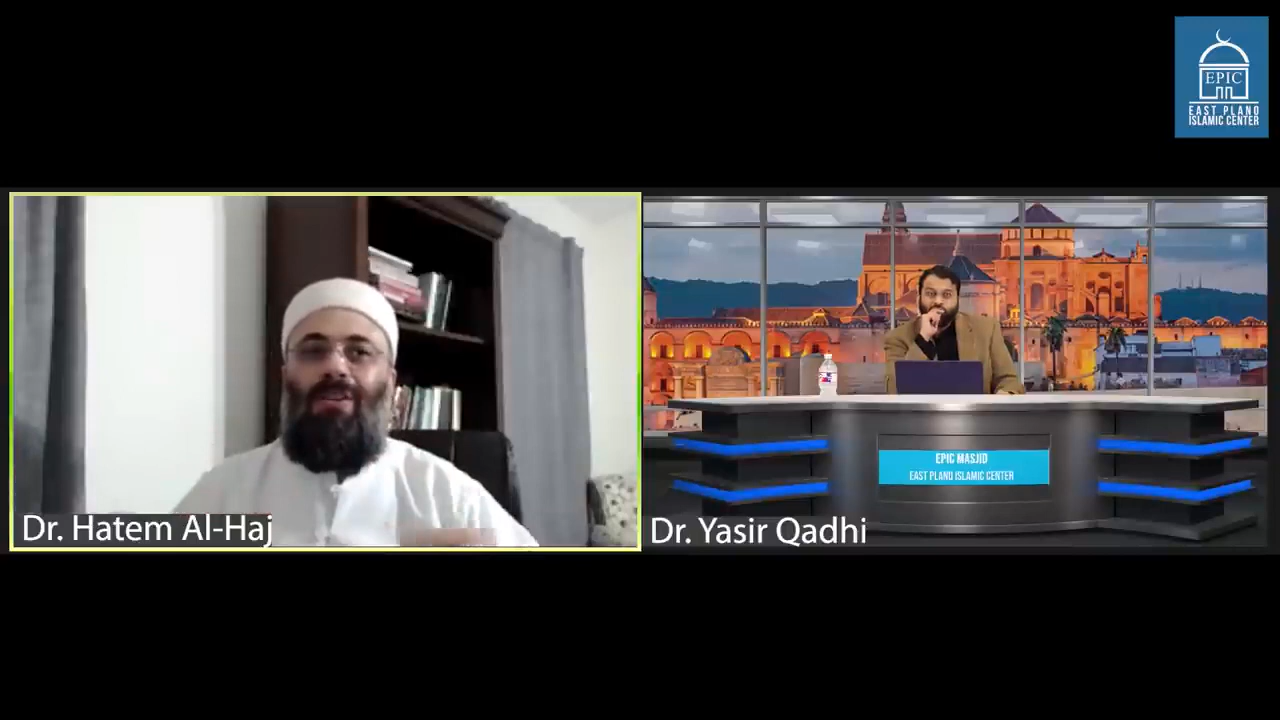 EPIC
EAST PLANO
ISLAMIC CENTER
Dr. Hatem Al-Haj
EPIC MASJID
EAST PLANO ISLAMIC CENTER
Dr. Yasir Qadhi